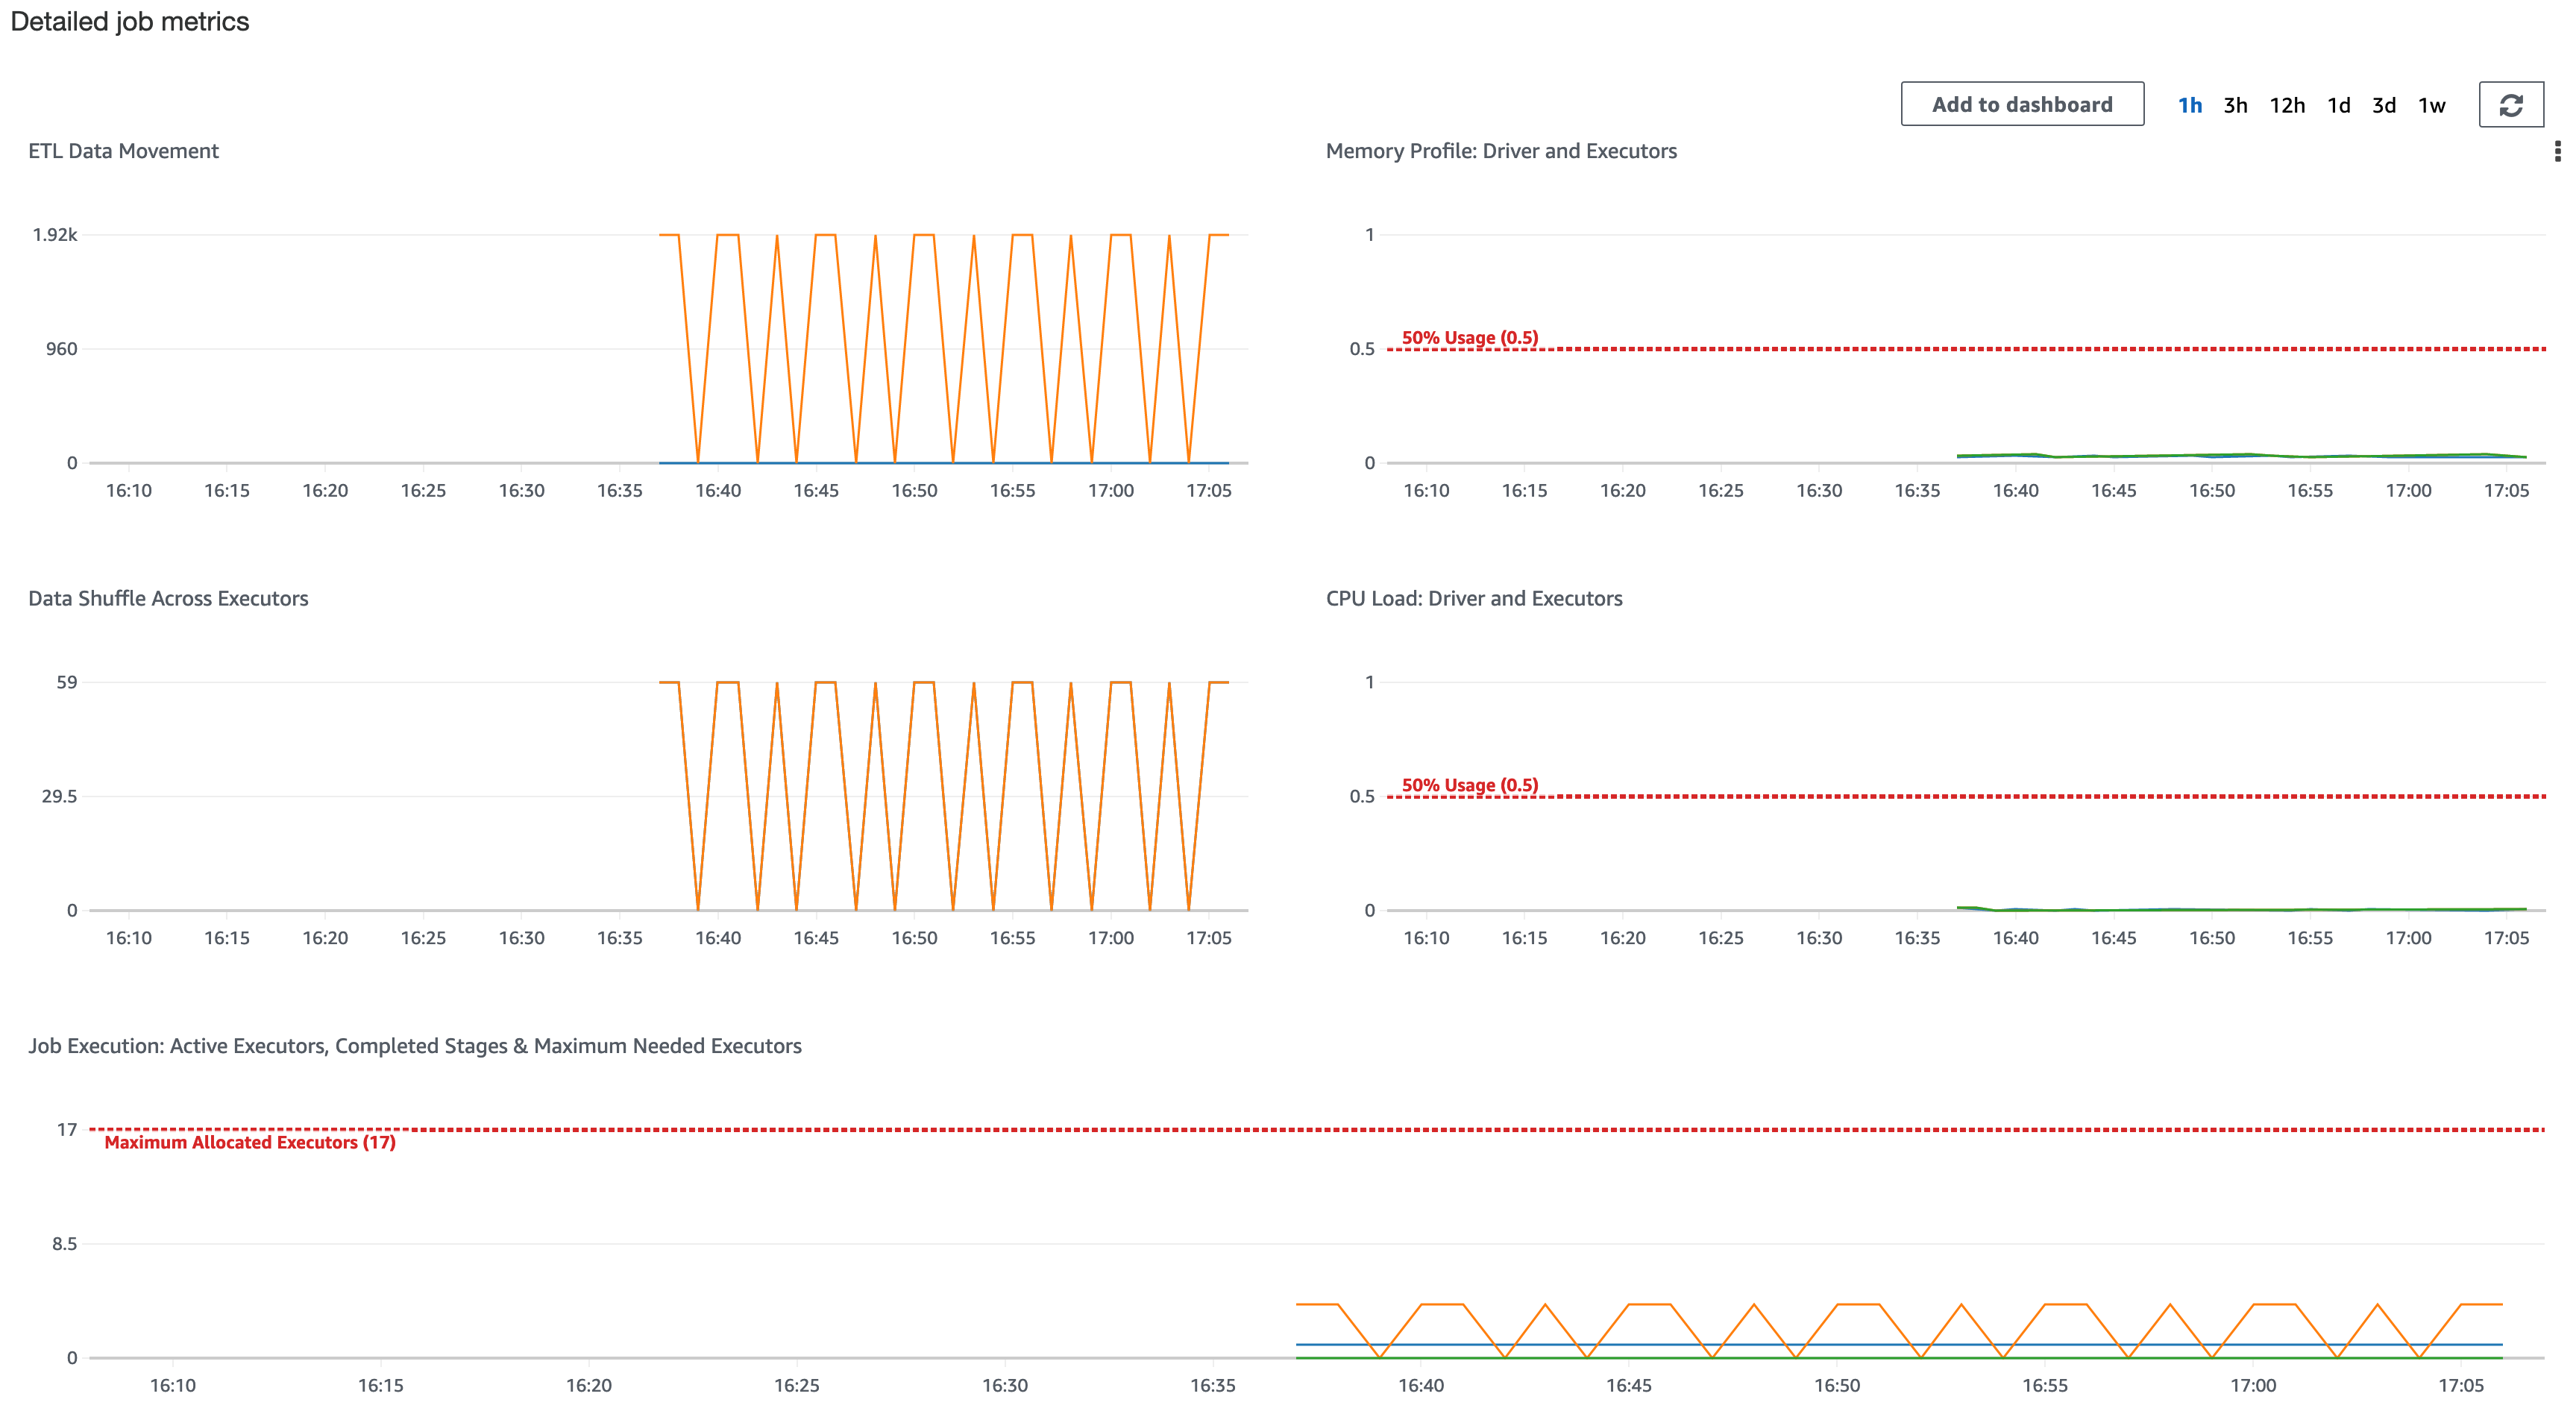 Detailed job metrics
Add to dashboard 1h 3h 12h 1d 3d 1w
ETL Data Movement
1.92k
960
0
16:10 16:15 16:20 16:25 16:30 16:35 16:40 16:45 16:50 16:55 17:00 17:05
Memory Profile: Driver and Executors
1
50% Usage (0.5)
0.5
0
16:10 16:15 16:20 16:25 16:30 16:35 16:40 16:45 16:50 16:55 17:00 17:05
Data Shuffle Across Executors
59
29.5
0
16:10 16:15 16:20 16:25 16:30 16:35 16:40 16:45 16:50 16:55 17:00 17:05
CPU Load: Driver and Executors
1
50% Usage (0.5)
0.5
0
16:10 16:15 16:20 16:25 16:30 16:35 16:40 16:45 16:50 16:55 17:00 17:05
Job Execution: Active Executors, Completed Stages & Maximum Needed Executors
17
Maximum Allocated Executors (17)
8.5
0
16:10 16:15 16:20 16:25 16:30 16:35 16:40 16:45 16:50 16:55 17:00 17:05